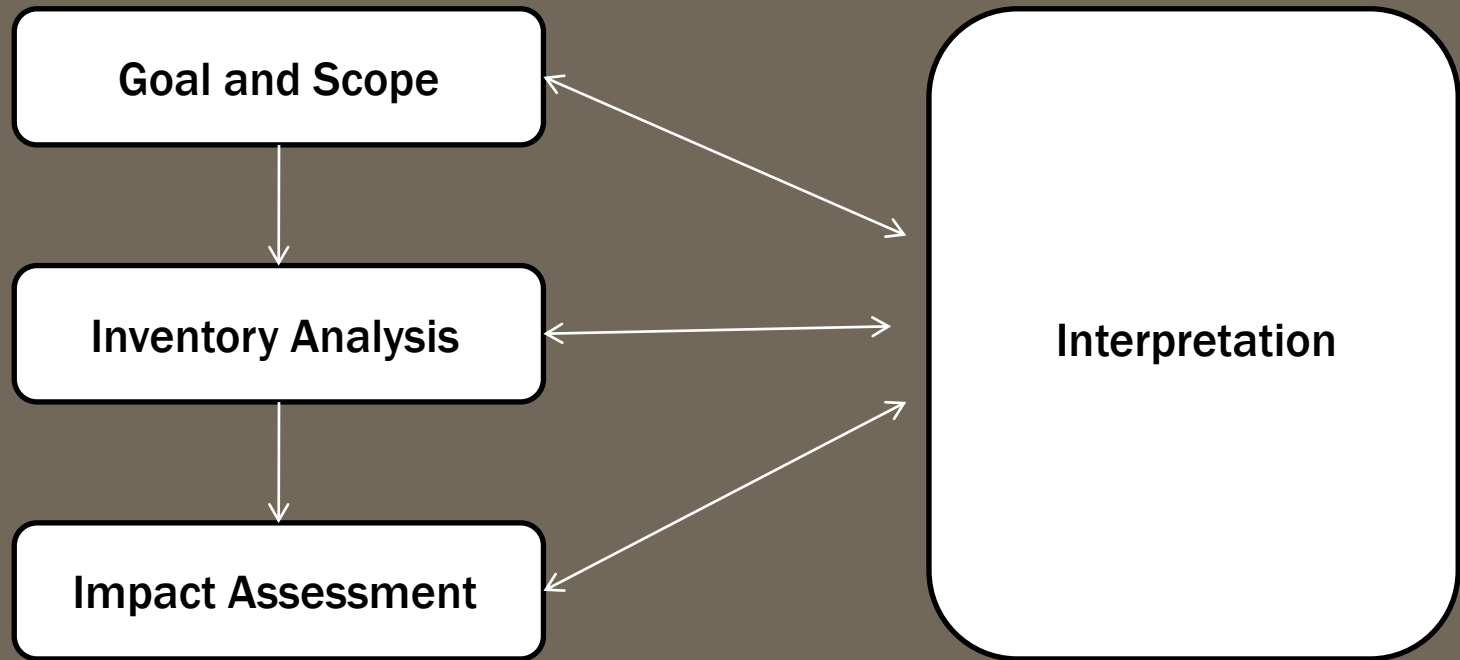 Goal and Scope
Inventory Analysis
Impact Assessment
Interpretation